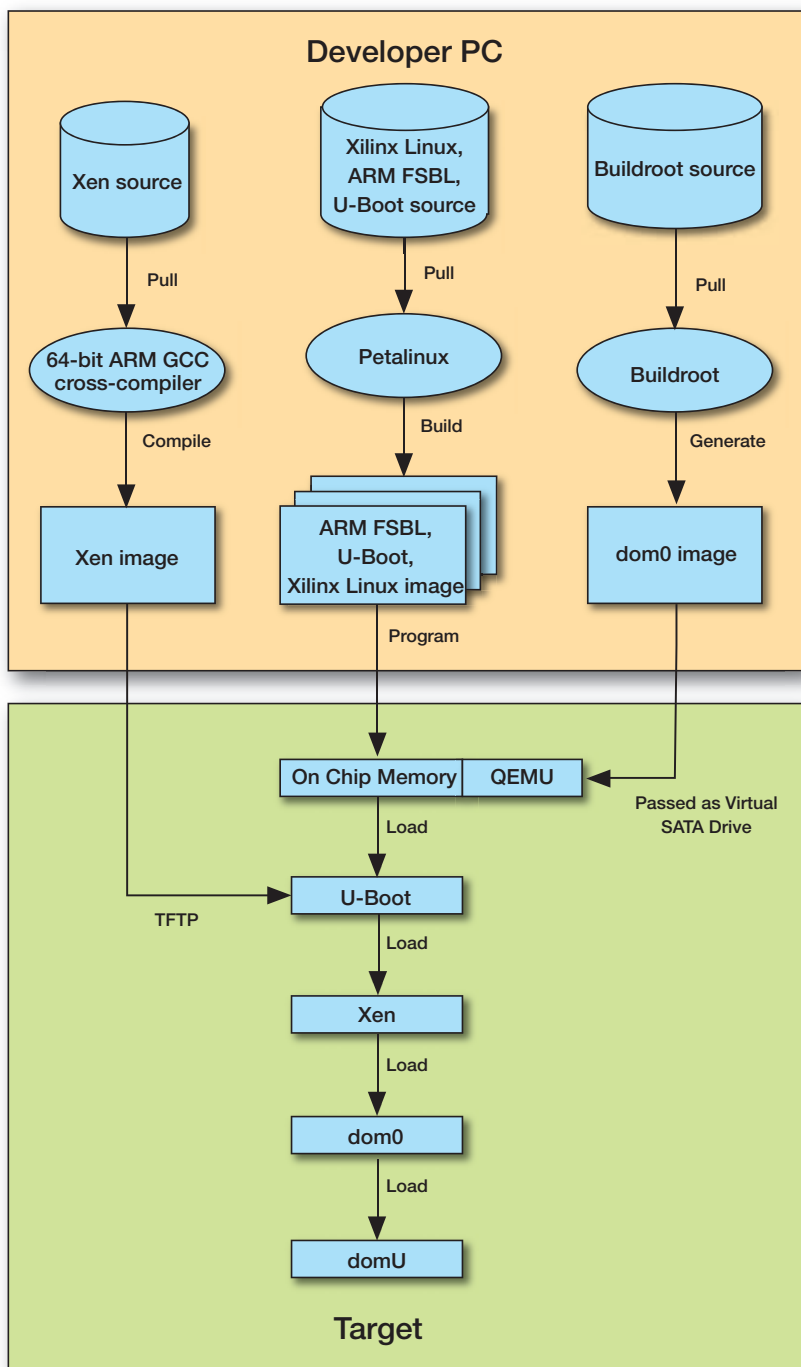 Developer PC
Xen source
Xilinx Linux,
ARM FSBL,
U-Boot source
Buildroot source
Pull
Pull
Pull
64-bit ARM GCC
cross-compiler
Petalinux
Buildroot
Compile
Build
Generate
Xen image
ARM FSBL,
U-Boot,
Xilinx Linux image
dom0 image
Program
On Chip Memory
QEMU
Passed as Virtual
SATA Drive
Load
U-Boot
TFTP
Load
Xen
Load
dom0
Load
domU
Target